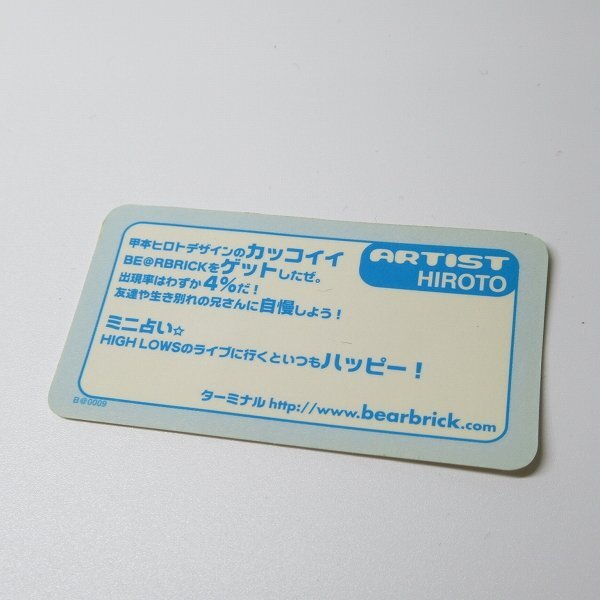 甲本ヒロトデザインのカッコイイ
BE@RBRICKをゲットしたぜ。
出現率はわずか4%だ!
友達や生き別れの兄さんに自慢しよう!
ARTIST
HIROTO
ミニ占い☆
HIGH LOWSのライブに行くといつもハッピー!
ターミナル http://www.bearbrick.com
B@0009